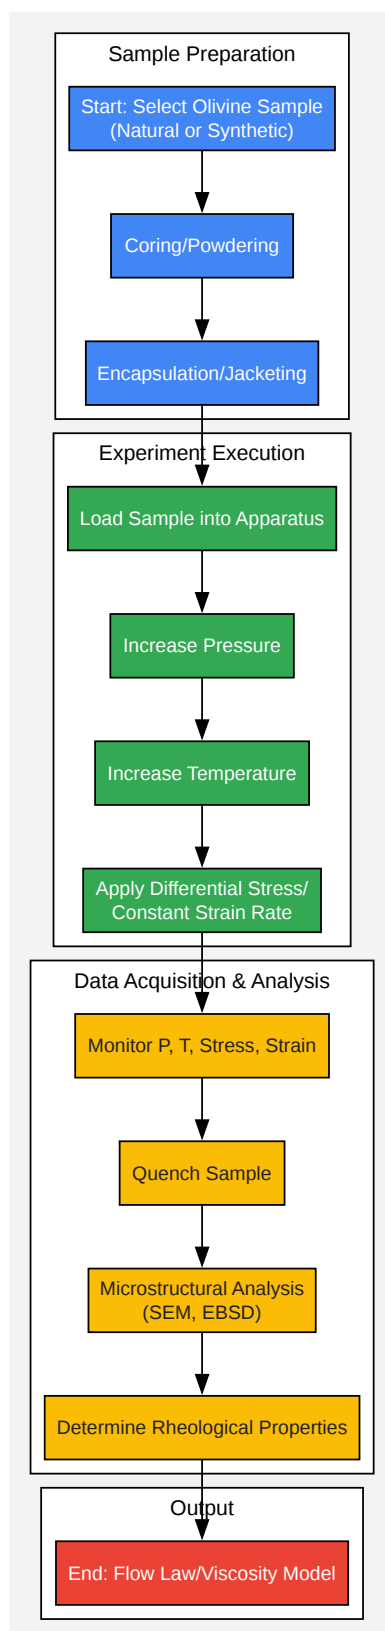 Sample Preparation
Start: Select Olivine Sample
(Natural or Synthetic)
Coring/Powdering
Encapsulation/Jacketing
Experiment Execution
Load Sample into Apparatus
Increase Pressure
Increase Temperature
Apply Differential Stress/
Constant Strain Rate
Data Acquisition & Analysis
Monitor P, T, Stress, Strain
Quench Sample
Microstructural Analysis
(SEM, EBSD)
Determine Rheological Properties
Output
End: Flow Law/Viscosity Model